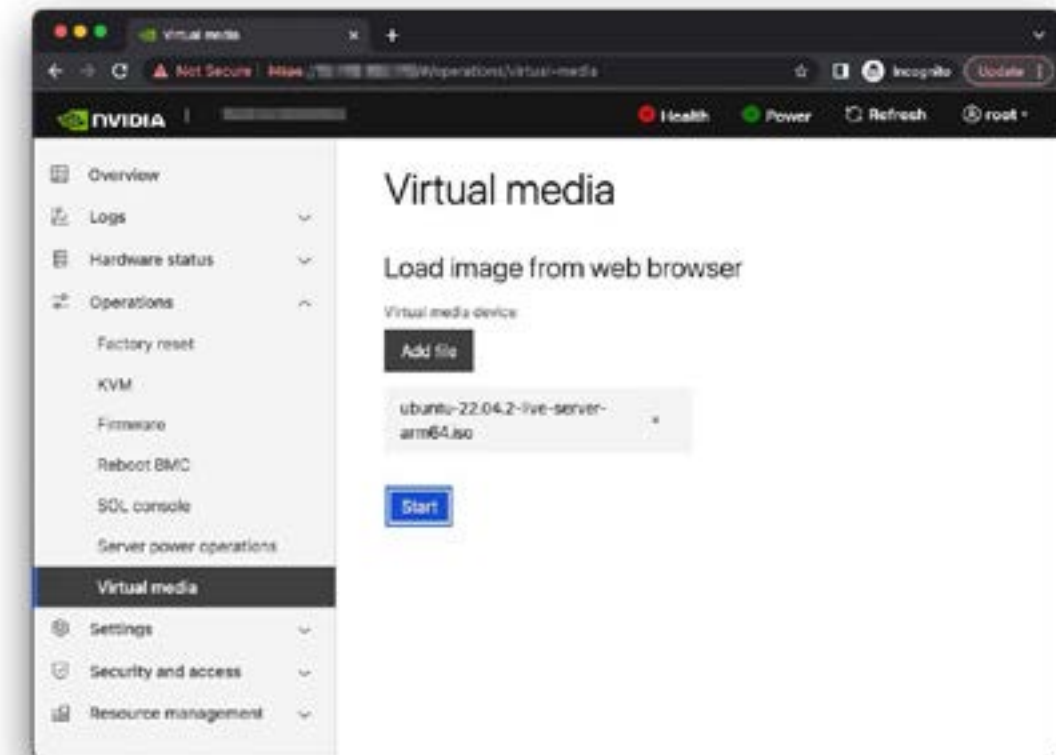 Virtual media
Not Secure
/#/operations/virtual-media
Incognito
Update
NVIDIA
Health
Power
Refresh
root
Overview
Logs
Hardware status
Operations
Factory reset
KVM
Firmware
Reboot BMC
SOL console
Server power operations
Virtual media
Settings
Security and access
Resource management
Virtual media
Load image from web browser
Virtual media device
Add file
ubuntu-22.04.2-live-server-
arm64.iso
Start